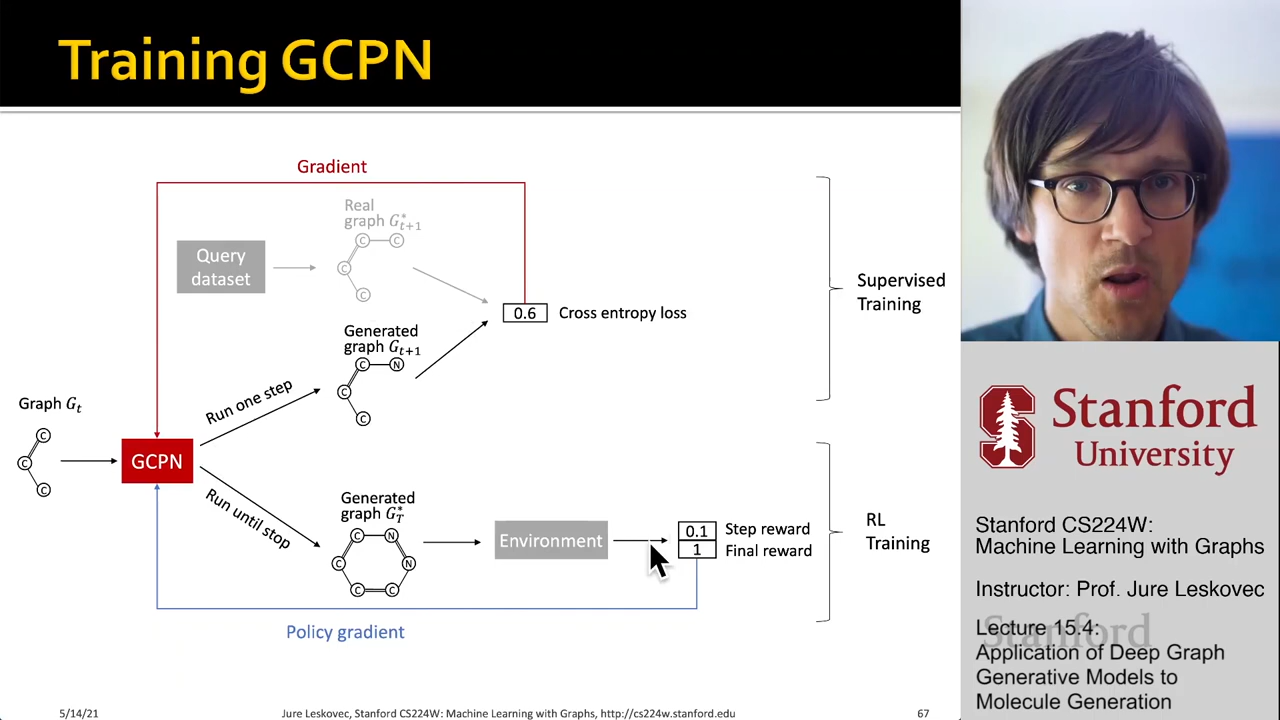 Training GCPN
Gradient
Real
graph G*t+1
C
C
C
C
Query
dataset
0.6
Cross entropy loss
Supervised
Training
Generated
graph Gt+1
C
N
C
C
Run one step
Graph Gt
C
C
C
GCPN
Run until stop
Generated
graph G*T
C
N
C
N
C
C
Environment
0.1
Step reward
1
Final reward
RL
Training
Policy gradient
5/14/21
Jure Leskovec, Stanford CS224W: Machine Learning with Graphs, http://cs224w.stanford.edu
67
Stanford
University
Stanford CS224W:
Machine Learning with Graphs
Instructor: Prof. Jure Leskovec
Stanford
Lecture 15.4:
Application of Deep Graph
Generative Models to
Molecule Generation